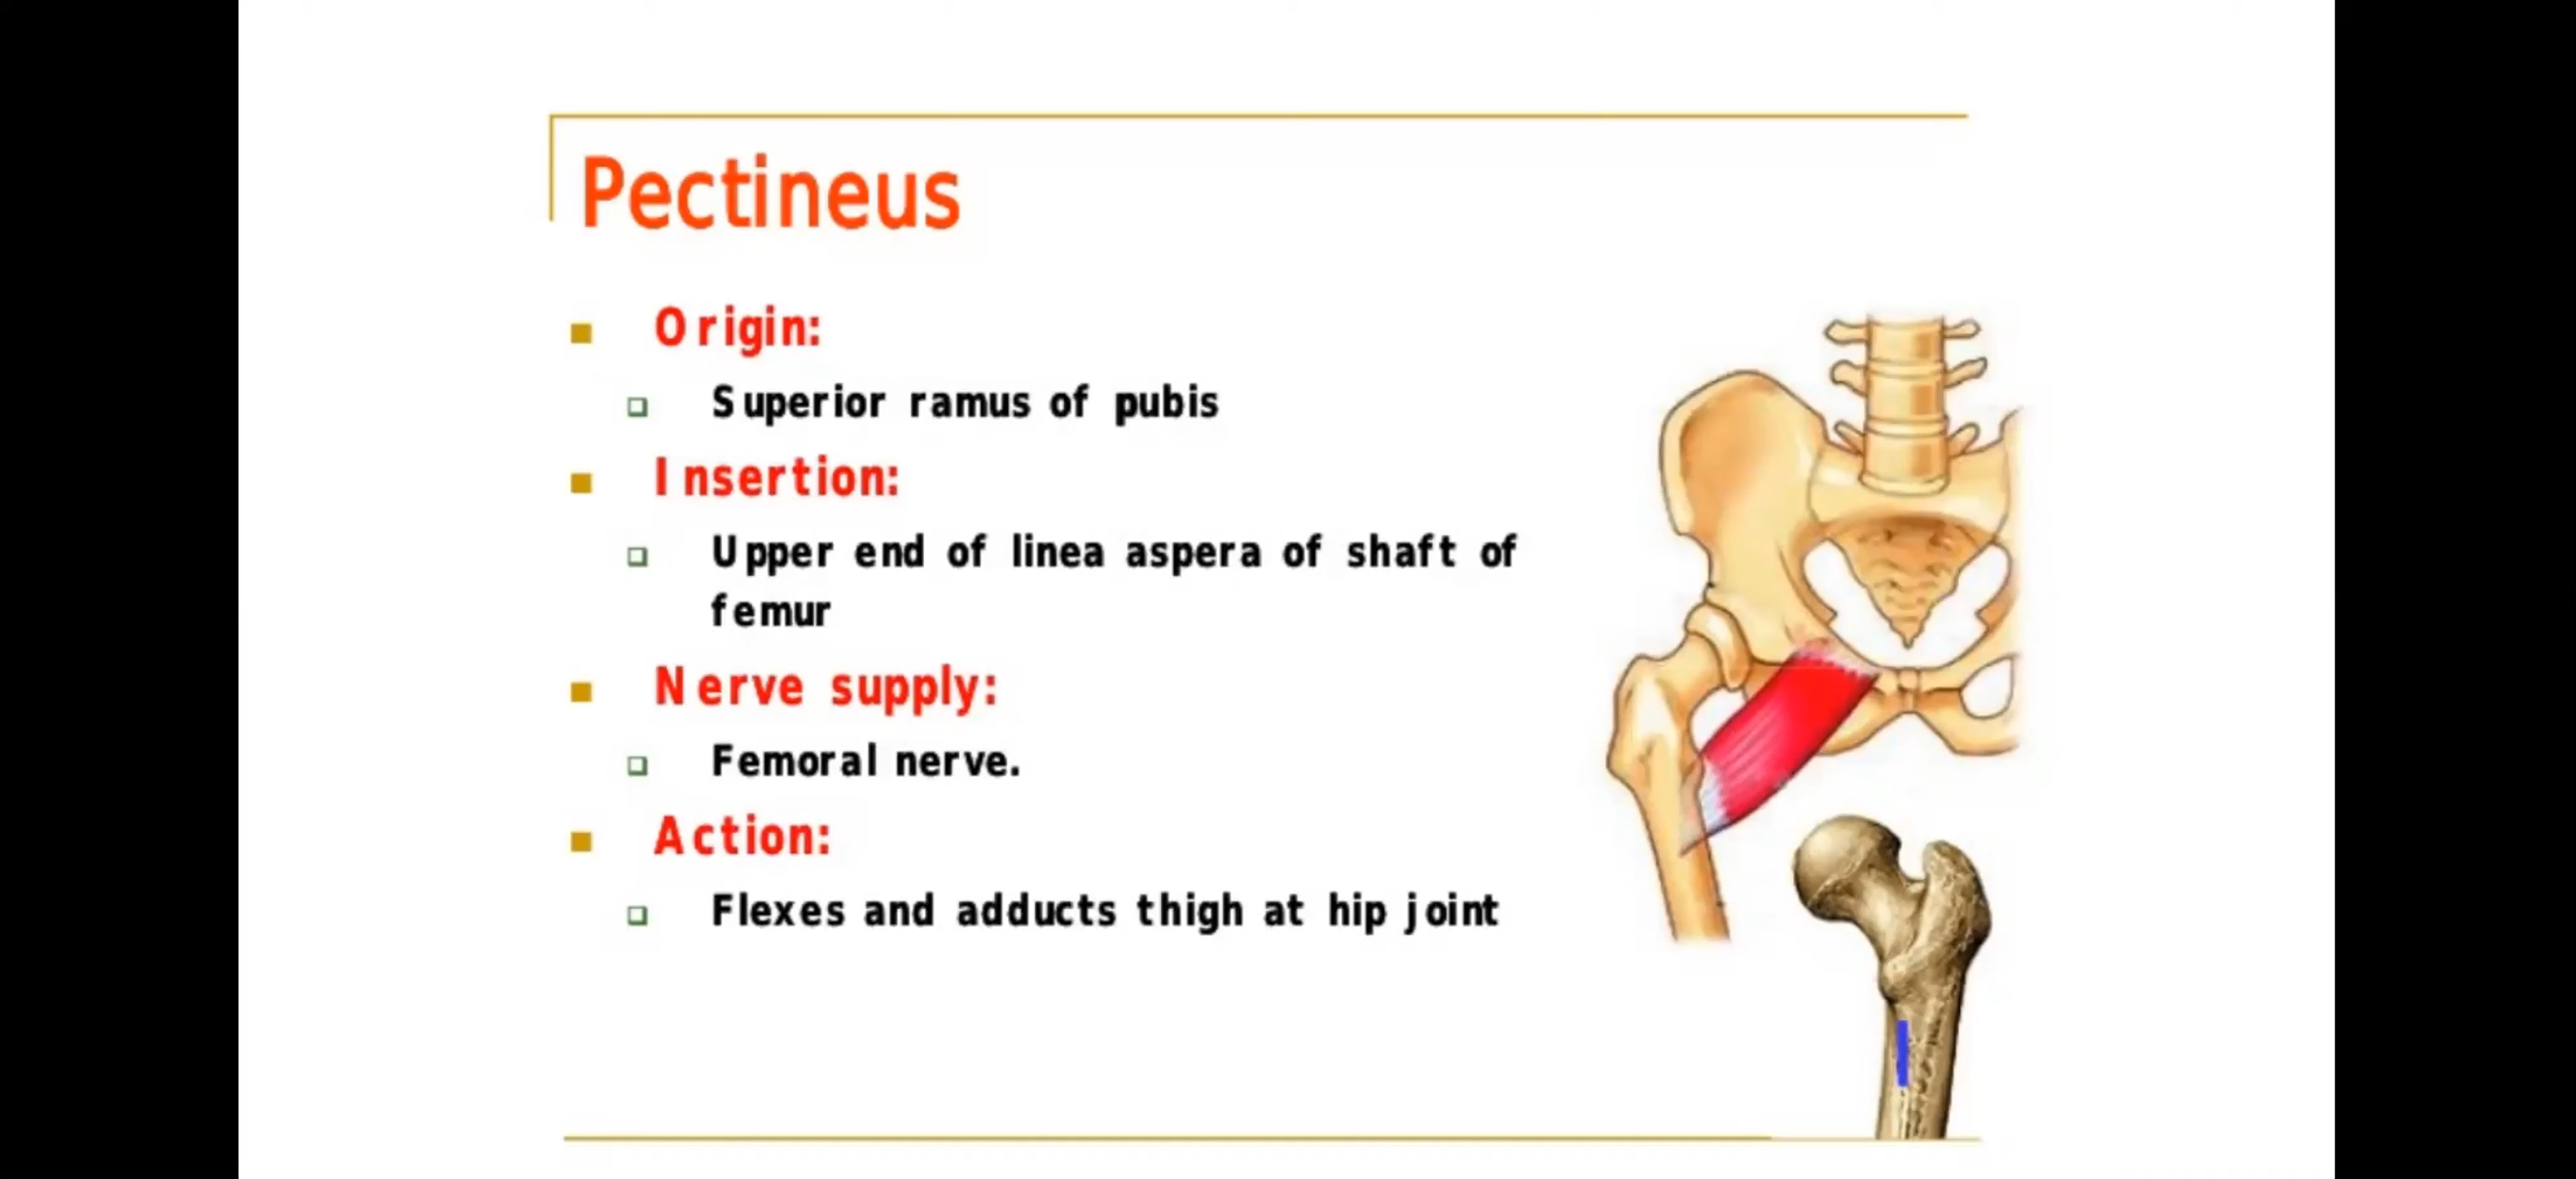 Pectineus
Origin:
Superior ramus of pubis
Insertion:
Upper end of linea aspera of shaft of
femur
Nerve supply:
Femoral nerve.
Action:
Flexes and adducts thigh at hip joint